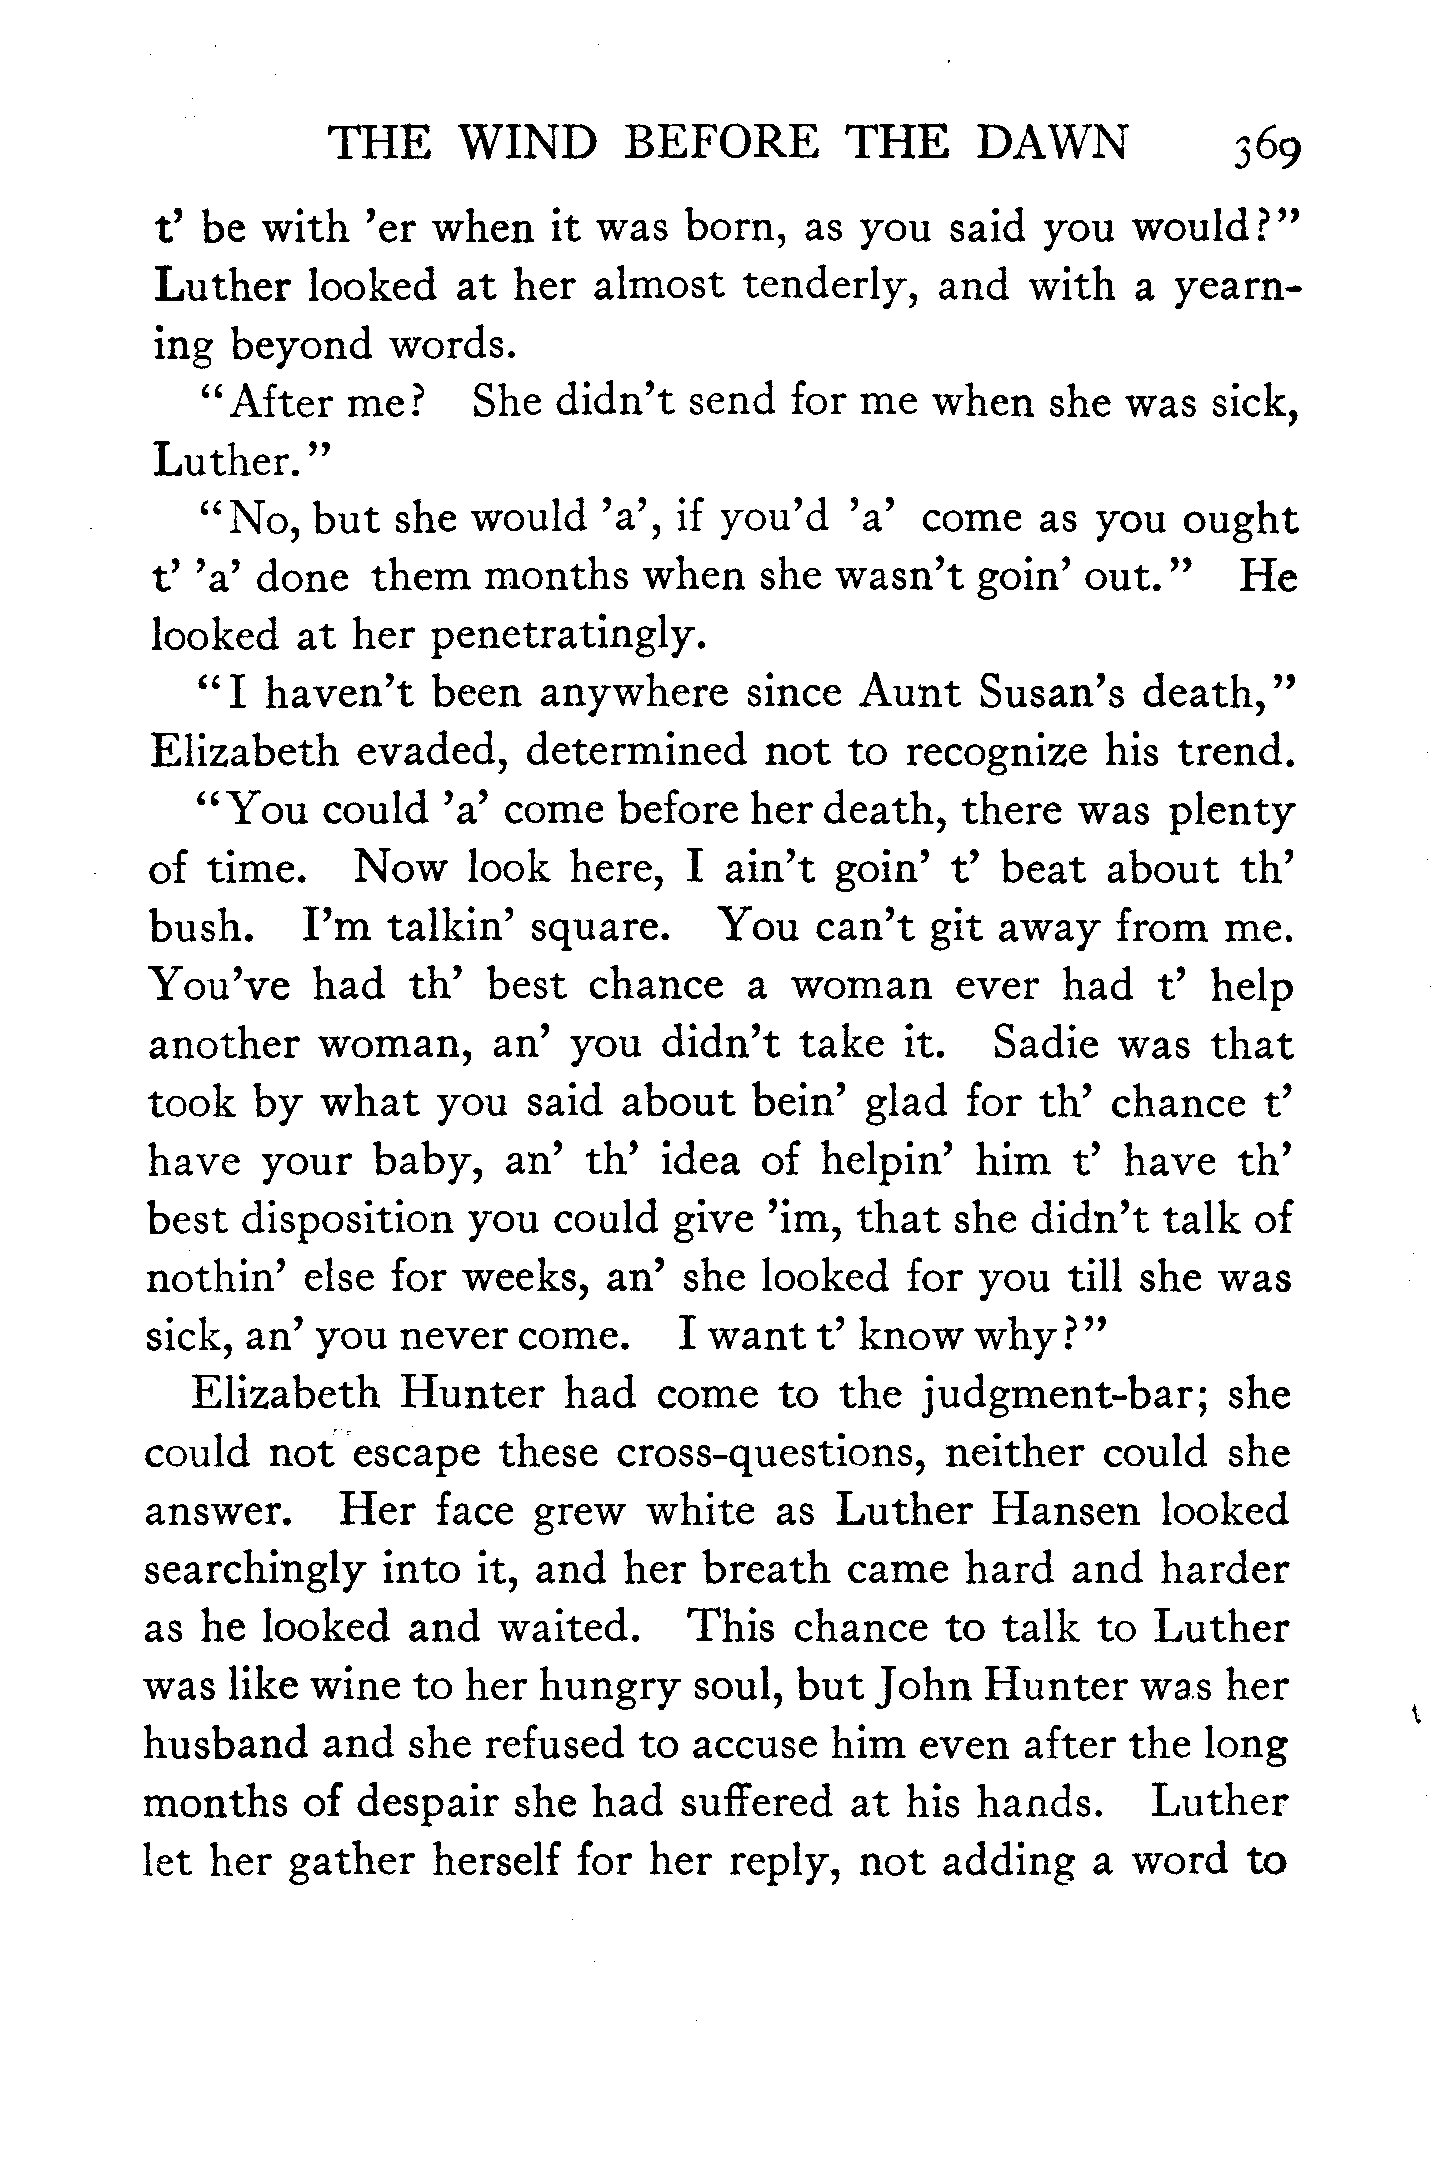 THE WIND BEFORE THE DAWN 369
t’ be with ’er when it was born, as you said you would?”
Luther looked at her almost tenderly, and with a yearn-
ing beyond words.
“After me? She didn’t send for me when she was sick,
Luther.”
“No, but she would ’a’, if you’d ’a’ come as you ought
t’ ’a’ done them months when she wasn’t goin’ out.” He
looked at her penetratingly.
“I haven’t been anywhere since Aunt Susan’s death,”
Elizabeth evaded, determined not to recognize his trend.
“You could ’a’ come before her death, there was plenty
of time. Now look here, I ain’t goin’ t’ beat about th’
bush. I’m talkin’ square. You can’t git away from me.
You’ve had th’ best chance a woman ever had t’ help
another woman, an’ you didn’t take it. Sadie was that
took by what you said about bein’ glad for th’ chance t’
have your baby, an’ th’ idea of helpin’ him t’ have th’
best disposition you could give ’im, that she didn’t talk of
nothin’ else for weeks, an’ she looked for you till she was
sick, an’ you never come. I want t’ know why?”
Elizabeth Hunter had come to the judgment-bar; she
could not escape these cross-questions, neither could she
answer. Her face grew white as Luther Hansen looked
searchingly into it, and her breath came hard and harder
as he looked and waited. This chance to talk to Luther
was like wine to her hungry soul, but John Hunter was her
husband and she refused to accuse him even after the long
months of despair she had suffered at his hands. Luther
let her gather herself for her reply, not adding a word to